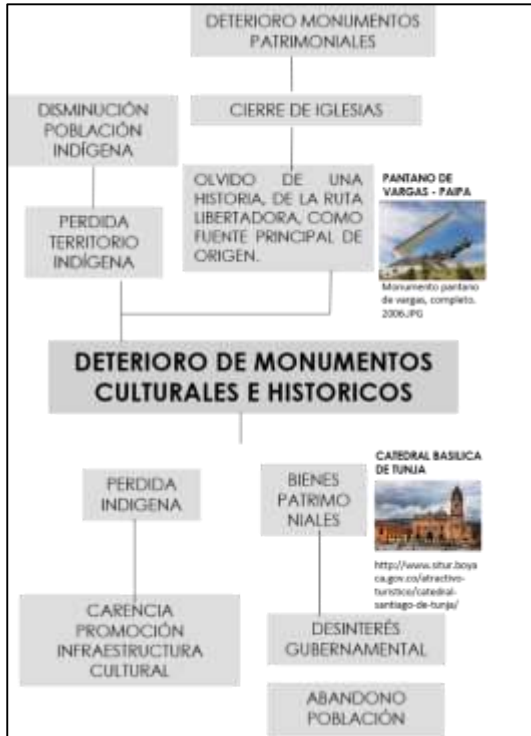 DETERIORO MONUMENTOS
PATRIMONIALES
DISMINUCIÓN
POBLACIÓN
INDÍGENA
CIERRE DE IGLESIAS
PERDIDA
TERRITORIO
INDÍGENA
OLVIDO DE UNA
HISTORIA, DE LA RUTA
LIBERTADORA, COMO
FUENTE PRINCIPAL DE
ORIGEN.
PANTANO DE
VARGAS - PAIPA
Monumento pantano
de vargas, completo.
2006.JPG
DETERIORO DE MONUMENTOS
CULTURALES E HISTORICOS
PERDIDA
INDIGENA
BIENES
PATRIMO
NIALES
CATEDRAL BASILICA
DE TUNJA
http://www.situr.boya
ca.gov.co/atractivo-
turistico/catedral-
santiago-de-tunja/
CARENCIA
PROMOCIÓN
INFRAESTRUCTURA
CULTURAL
DESINTERÉS
GUBERNAMENTAL
ABANDONO
POBLACIÓN